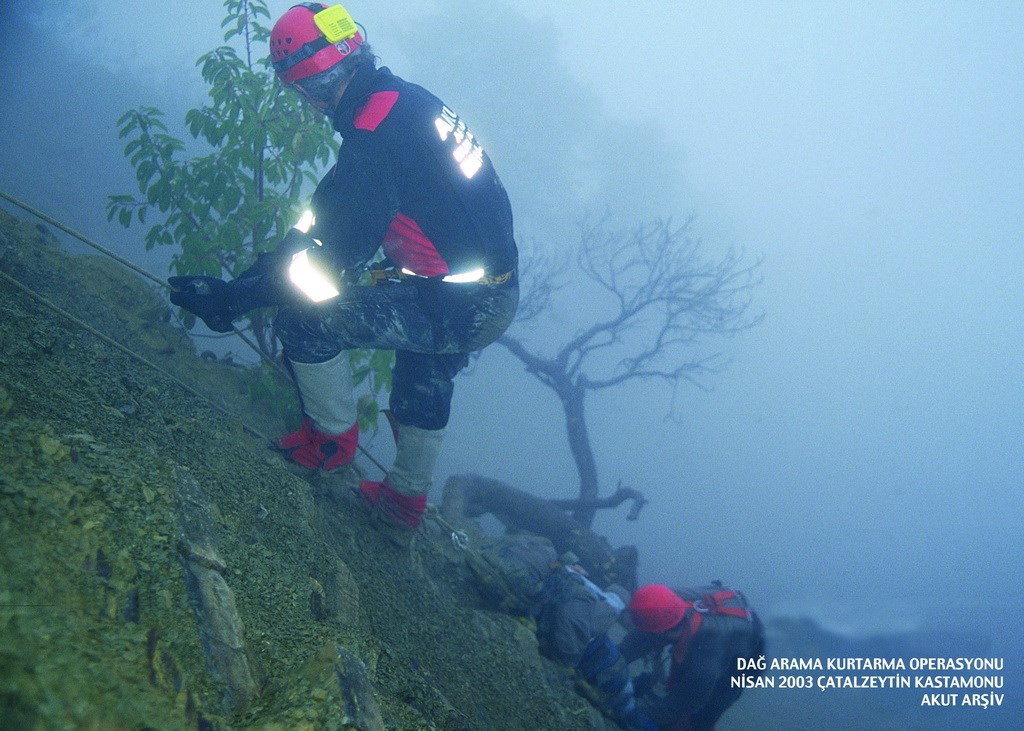 DAĞ ARAMA KURTARMA OPERASYONU
NİSAN 2003 ÇATALZEYTİN KASTAMONU
AKUT ARŞİV